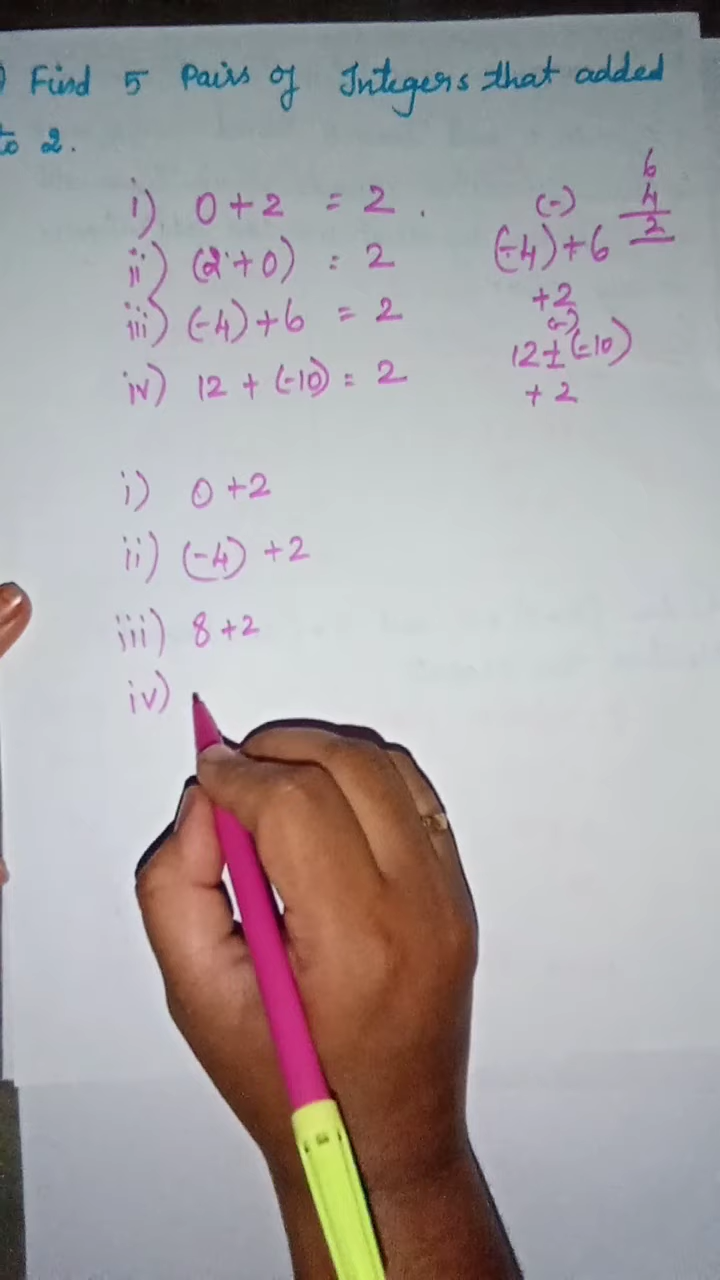 ) Find 5 Pairs of Integers that added
to 2.
i) 0 + 2 = 2 .
ii) (2 + 0) = 2
iii) (-4) + 6 = 2
iv) 12 + (-10) = 2
6
4
2
(-)
(-4) + 6
+2
(-)
12 + (-10)
+ 2
i) 0 + 2
ii) (-4) + 2
iii) 8 + 2
iv)